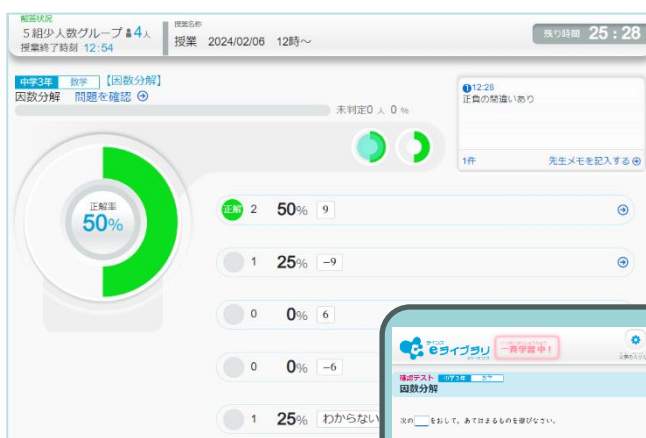 解答状況
5組少人数グループ 4人
授業終了時刻 12:54
授業名称
授業 2024/02/06 12時～
残り時間 25:28
中学3年 数学 【因数分解】
因数分解 問題を確認
未判定0 人 0 %
❶12:28
正負の間違いあり
1件 先生メモを記入する
正解率
50%
正解 2 50% 9
1 25% −9
0 0% 6
0 0% −6
1 25% わからない
eライブラリ
一斉学習中！
確認テスト 中学3年 数学
因数分解
次の をおして，あてはまるものを選びなさい。